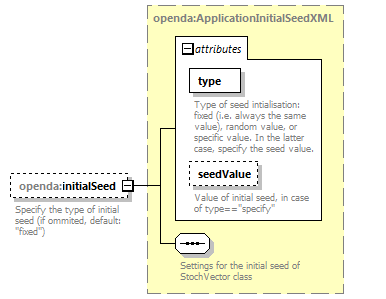 openda:ApplicationInitialSeedXML
attributes
type
Type of seed intialisation:
fixed (i.e. always the same
value), random value, or
specific value. In the latter
case, specify the seed value.
seedValue
Value of initial seed, in case
of type=="specify"
openda:initialSeed
Specify the type of initial
seed (if ommited, default:
"fixed")
Settings for the initial seed of
StochVector class